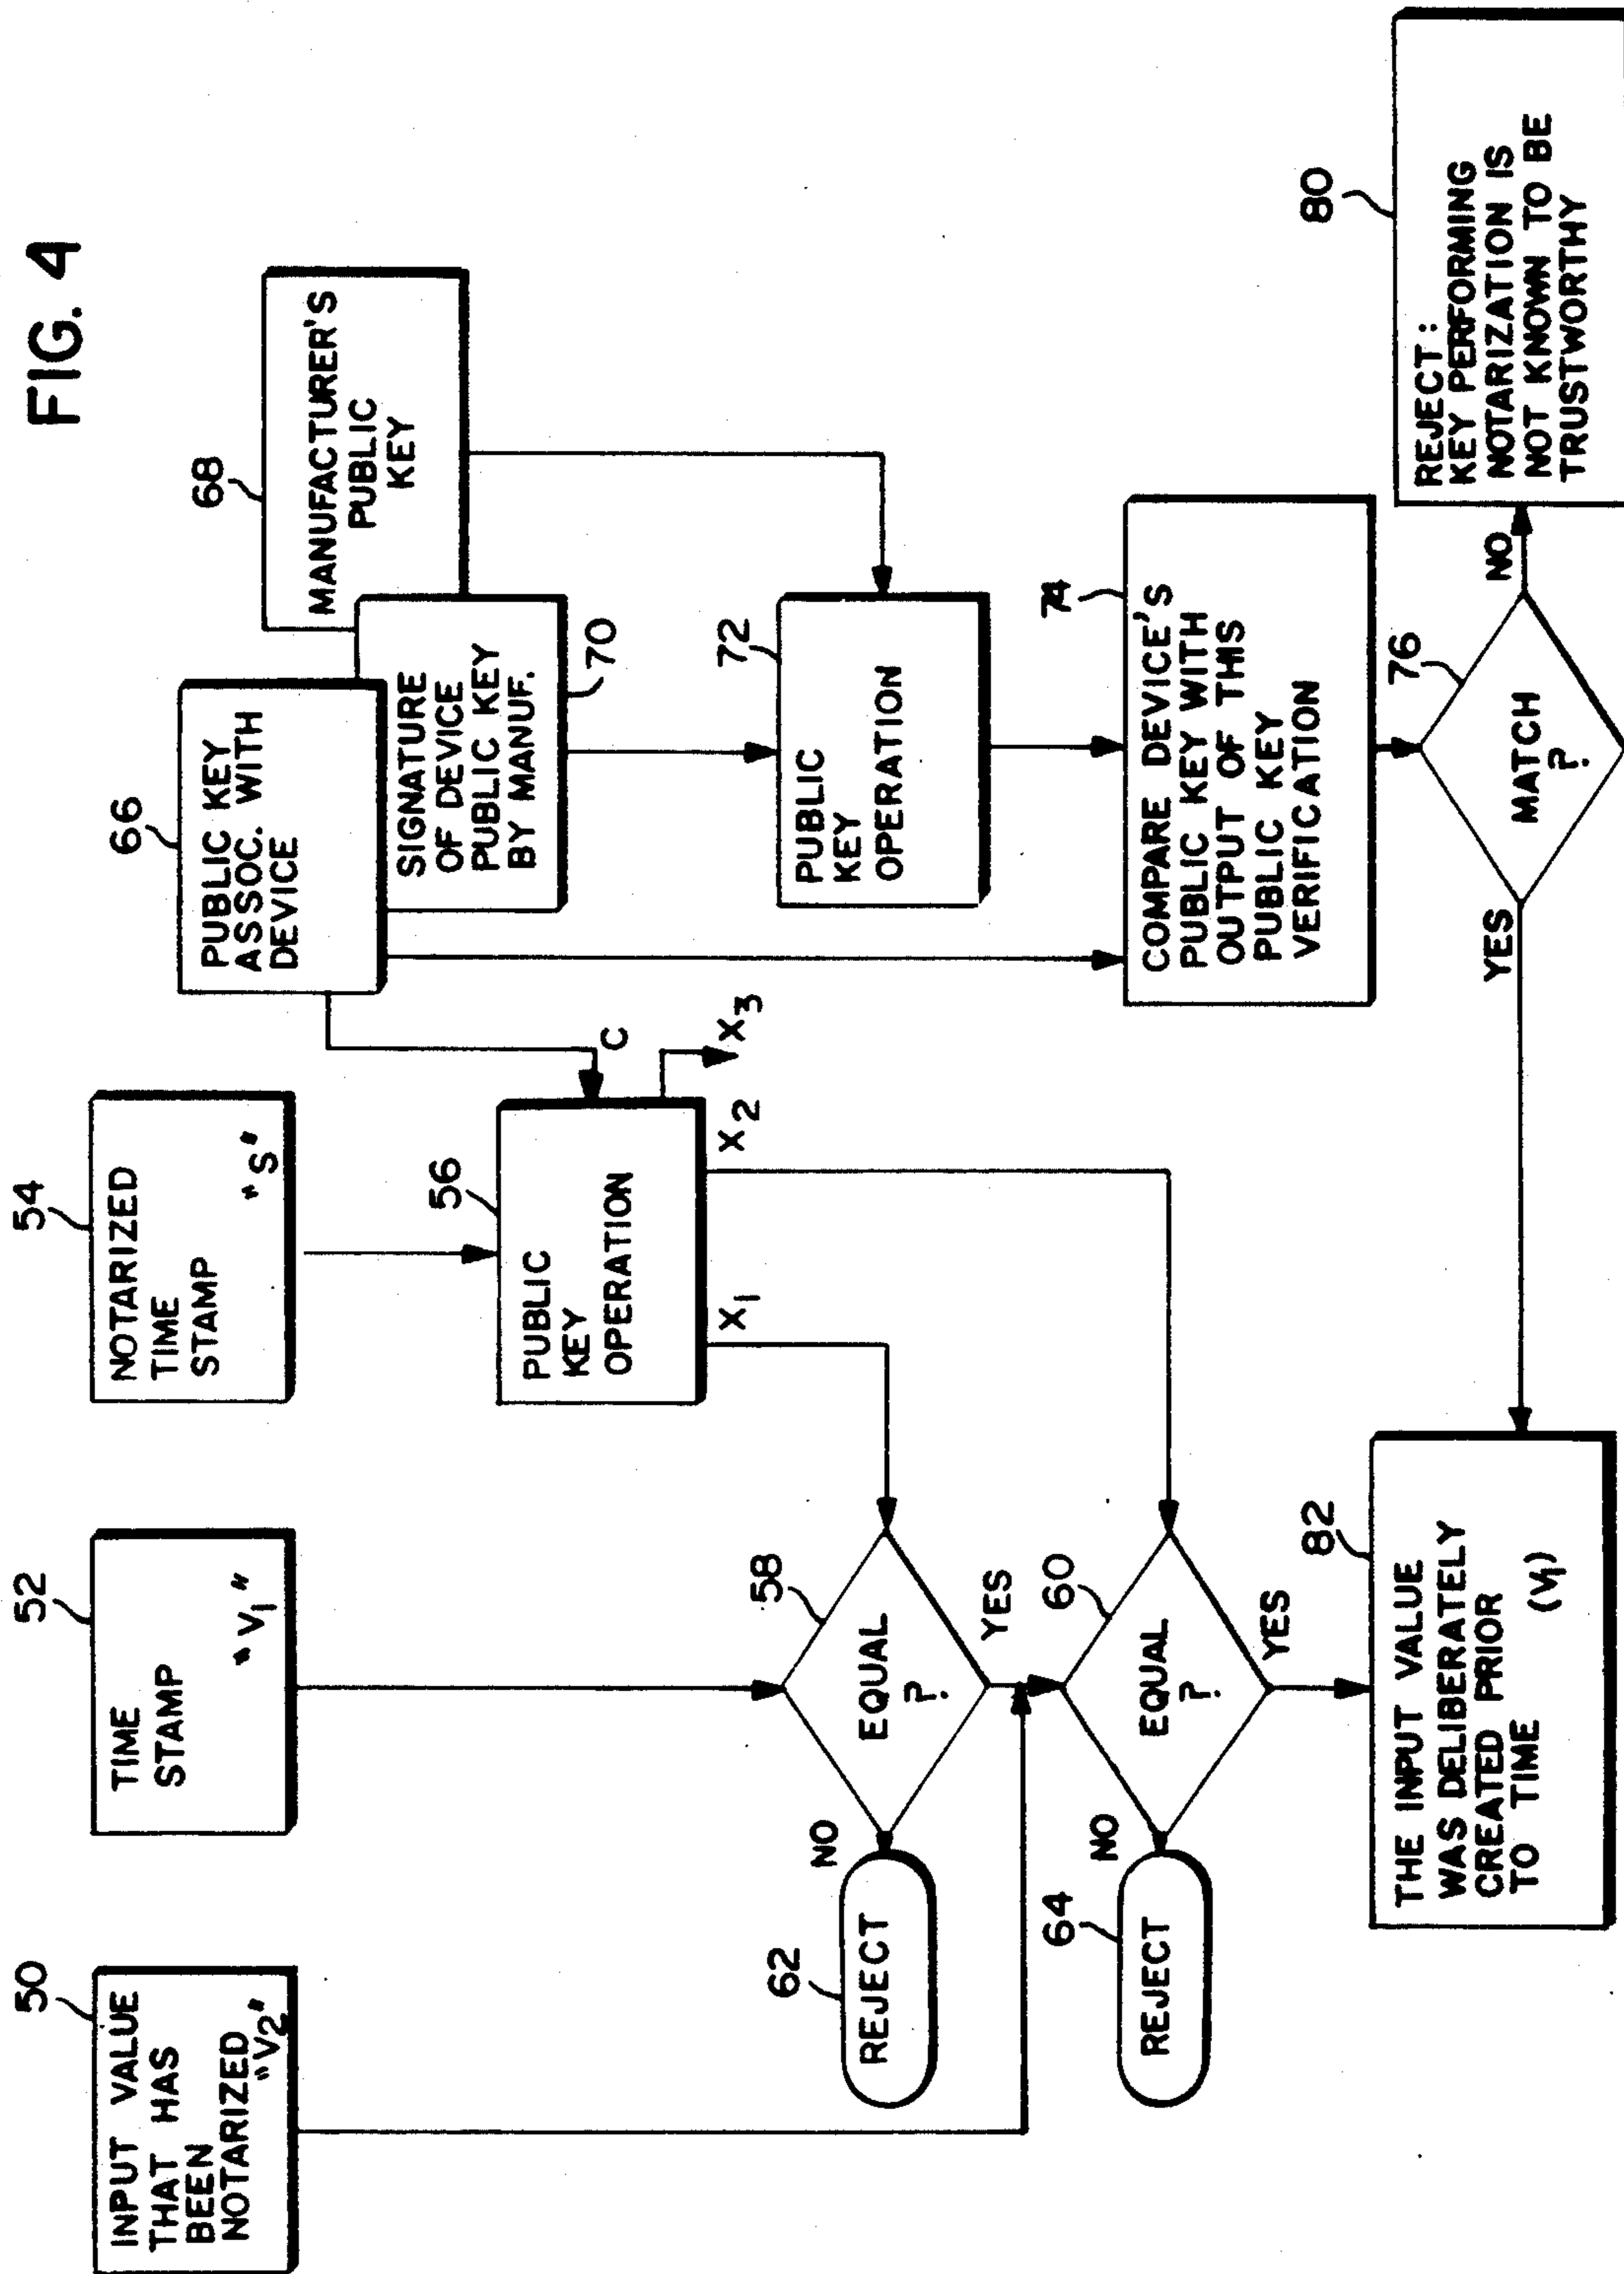 FIG. 4
50
INPUT VALUE
THAT HAS
BEEN
NOTARIZED
"V2"
52
TIME
STAMP
"V1"
54
NOTARIZED
TIME
STAMP
"S"
66
PUBLIC KEY
ASSOC. WITH
DEVICE
68
MANUFACTURER'S
PUBLIC
KEY
SIGNATURE
OF DEVICE
PUBLIC KEY
BY MANUF.
70
56
PUBLIC
KEY
OPERATION
C
X1
X2
X3
72
PUBLIC
KEY
OPERATION
58
EQUAL
?
NO
YES
62
REJECT
60
EQUAL
?
NO
YES
64
REJECT
74
COMPARE DEVICE'S
PUBLIC KEY WITH
OUTPUT OF THIS
PUBLIC KEY
VERIFICATION
76
MATCH
?
YES
NO
80
REJECT:
KEY PERFORMING
NOTARIZATION IS
NOT KNOWN TO BE
TRUSTWORTHY
82
THE INPUT VALUE
WAS DELIBERATELY
CREATED PRIOR
TO TIME (V1)